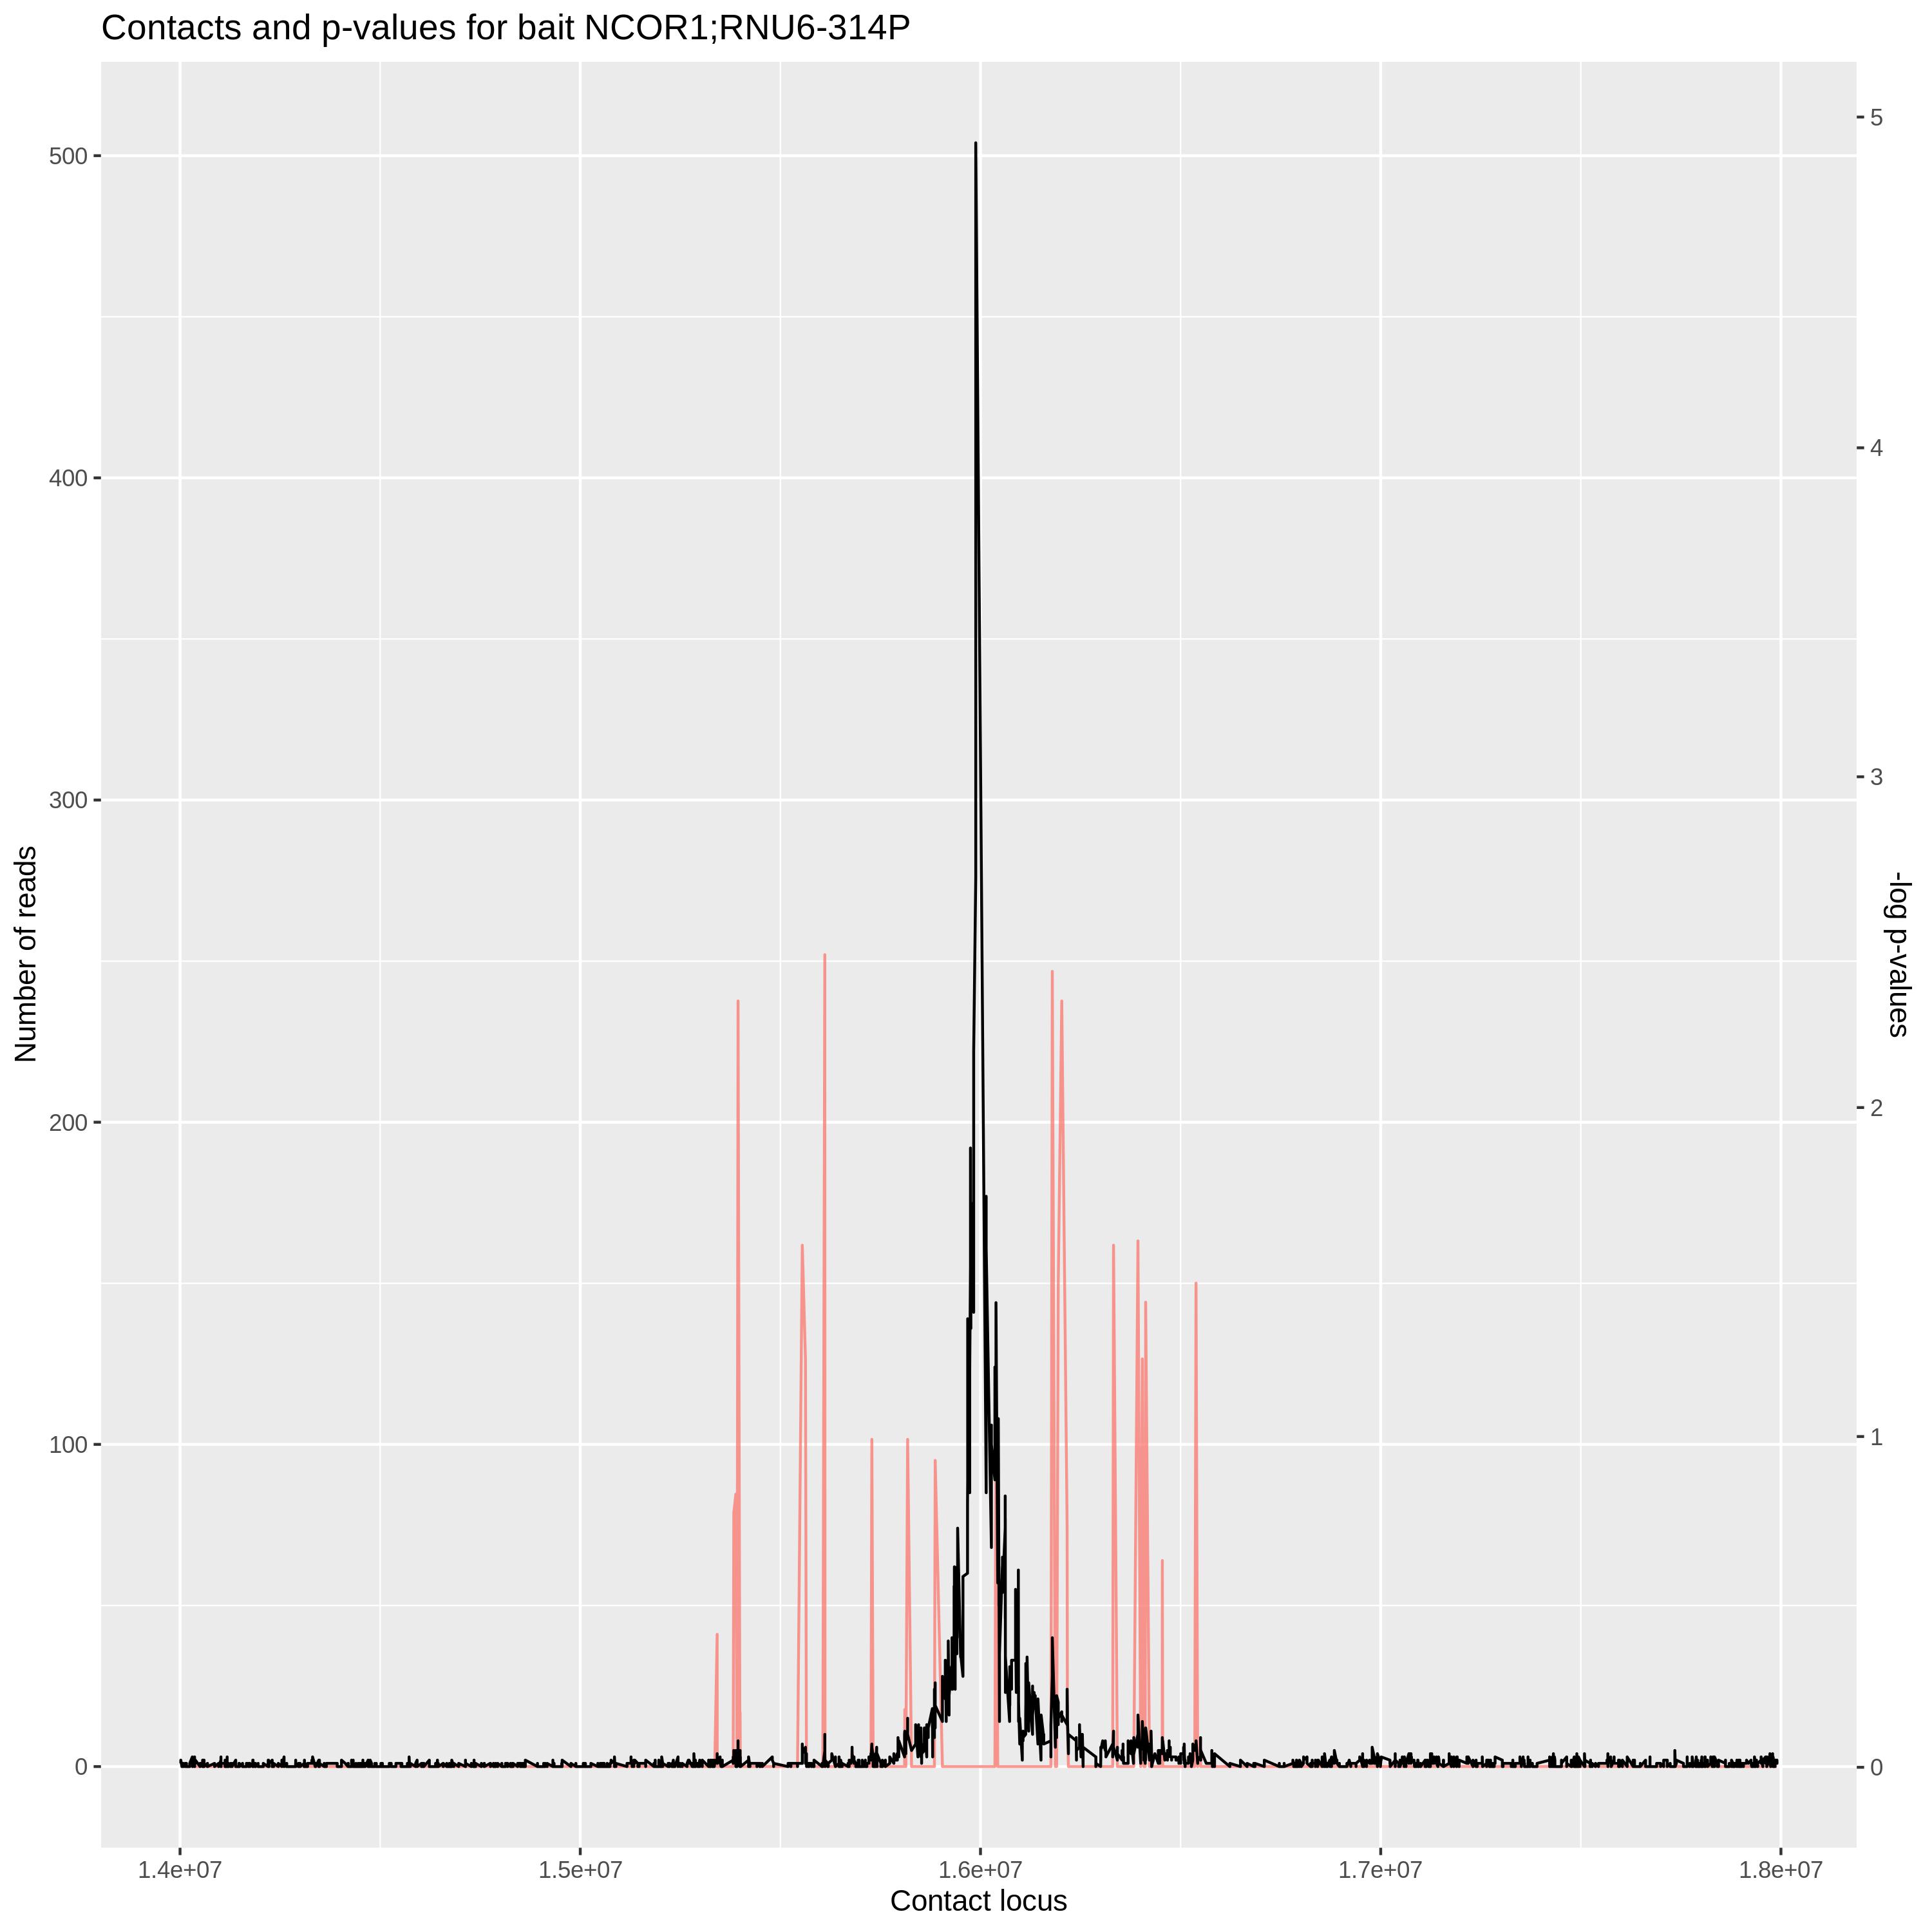 Contacts and p-values for bait NCOR1;RNU6-314P
500
400
300
200
100
0
Number of reads
5
4
3
2
1
0
-log p-values
1.4e+07 1.5e+07 1.6e+07 1.7e+07 1.8e+07
Contact locus